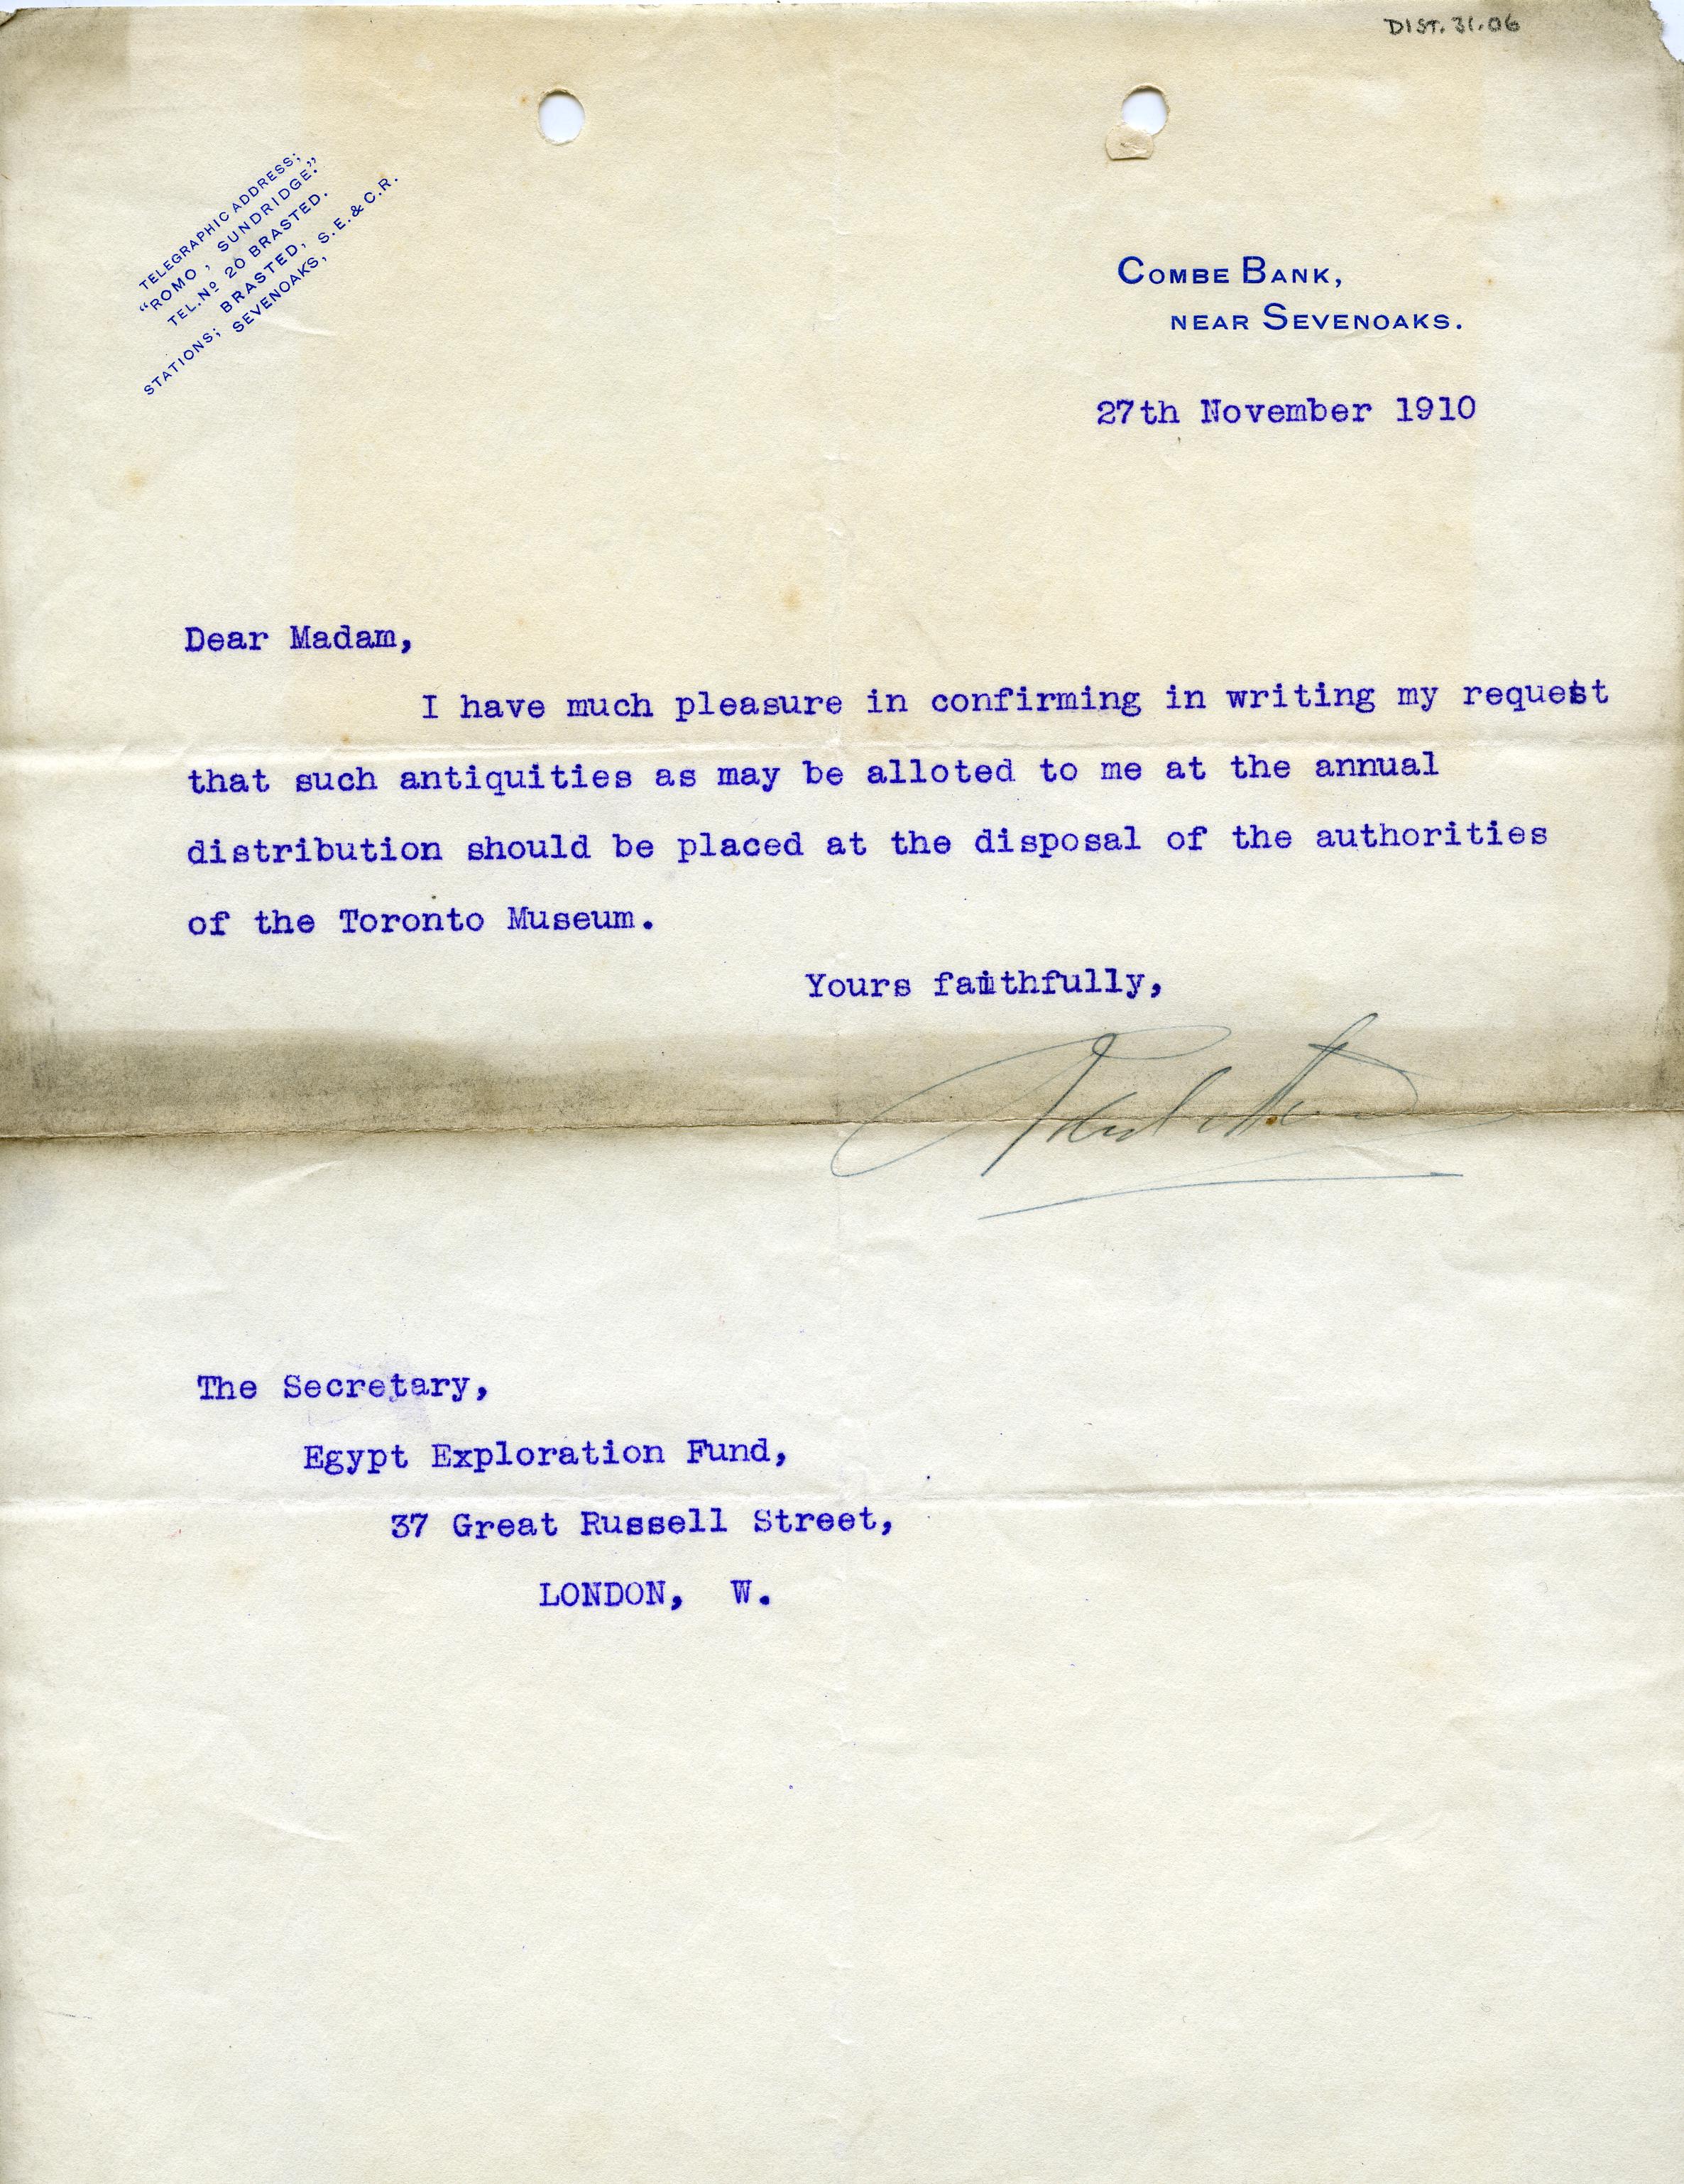 DIST. 31.06
TELEGRAPHIC ADDRESS;
"ROMO, SUNDRIDGE."
TEL. Nº 20 BRASTED.
BRASTED,
STATIONS; SEVENOAKS, S.E. & C.R.
COMBE BANK,
NEAR SEVENOAKS.
27th November 1910
Dear Madam,
I have much pleasure in confirming in writing my request
that such antiquities as may be alloted to me at the annual
distribution should be placed at the disposal of the authorities
of the Toronto Museum.
Yours faithfully,
The Secretary,
Egypt Exploration Fund,
37 Great Russell Street,
LONDON, W.